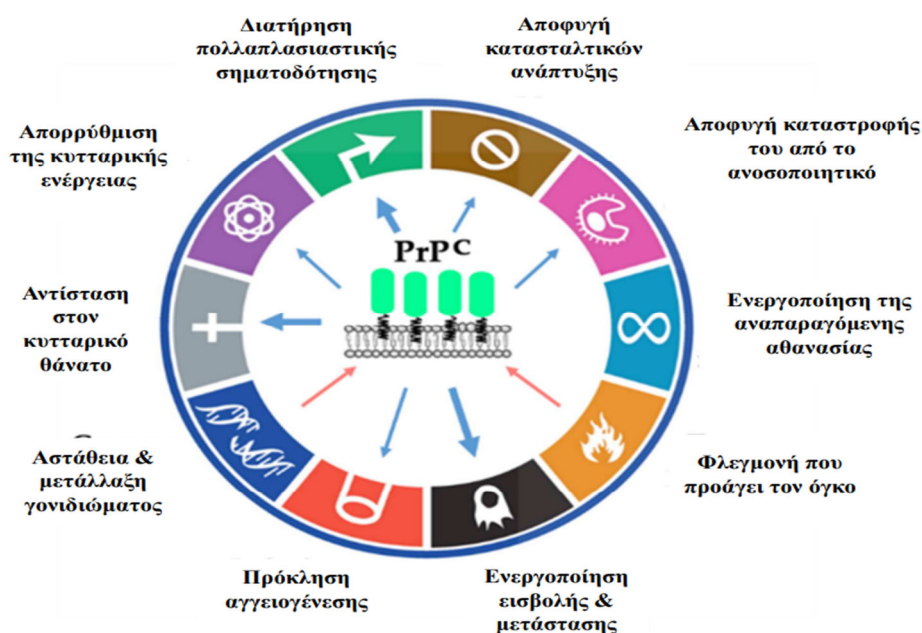 Διατήρηση
πολλαπλασιαστικής
σηματοδότησης
Αποφυγή
κατασταλτικών
ανάπτυξης
Απορρύθμιση
της κυτταρικής
ενέργειας
Αποφυγή καταστροφής
του από το
ανοσοποιητικό
PrPC
Αντίσταση
στον
κυτταρικό
θάνατο
Ενεργοποίηση της
αναπαραγόμενης
αθανασίας
Αστάθεια &
μετάλλαξη
γονιδιώματος
Φλεγμονή που
προάγει τον όγκο
Πρόκληση
αγγειογένεσης
Ενεργοποίηση
εισβολής &
μετάστασης